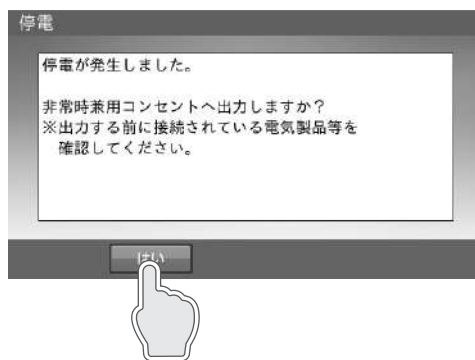 停電
停電が発生しました。
非常時兼用コンセントへ出力しますか？
※出力する前に接続されている電気製品等を
確認してください。
はい